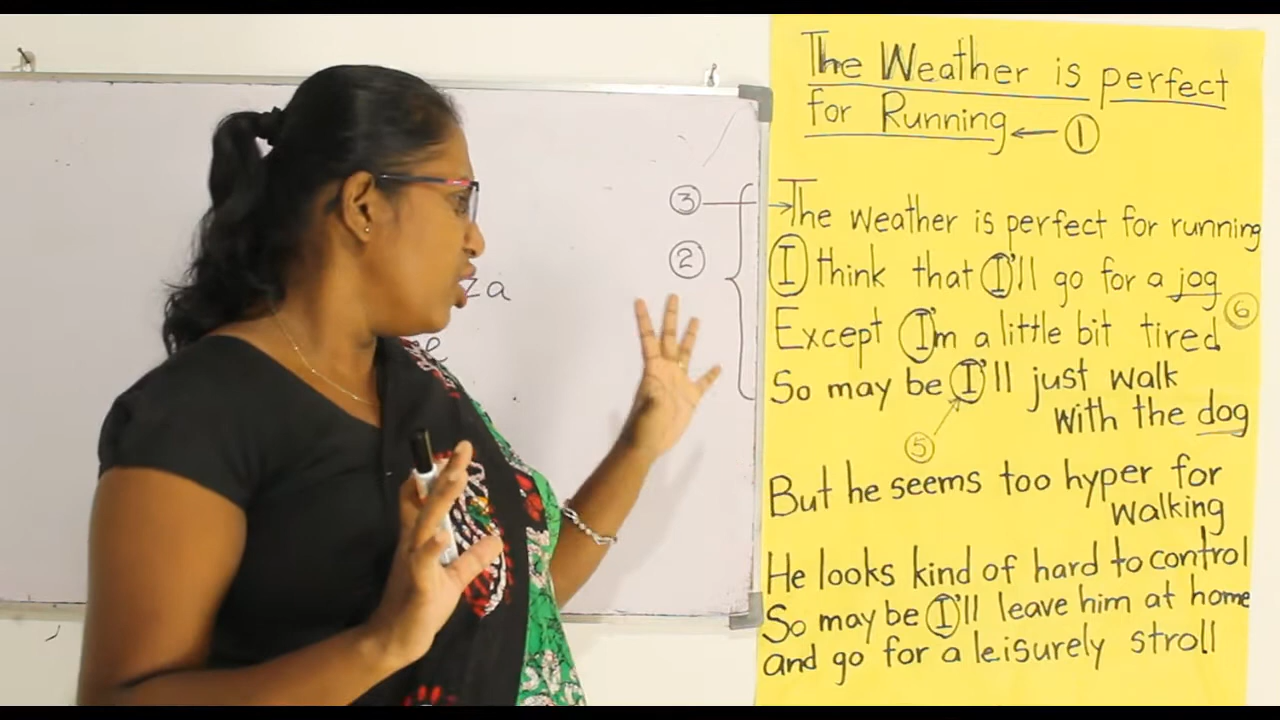 The Weather is perfect
for Running ← ①
③
The weather is perfect for running
②
I think that I'll go for a jog
⑥
Except I'm a little bit tired
So may be I'll just walk
with the dog
⑤
But he seems too hyper for
walking
He looks kind of hard to control
So may be I'll leave him at home
and go for a leisurely stroll